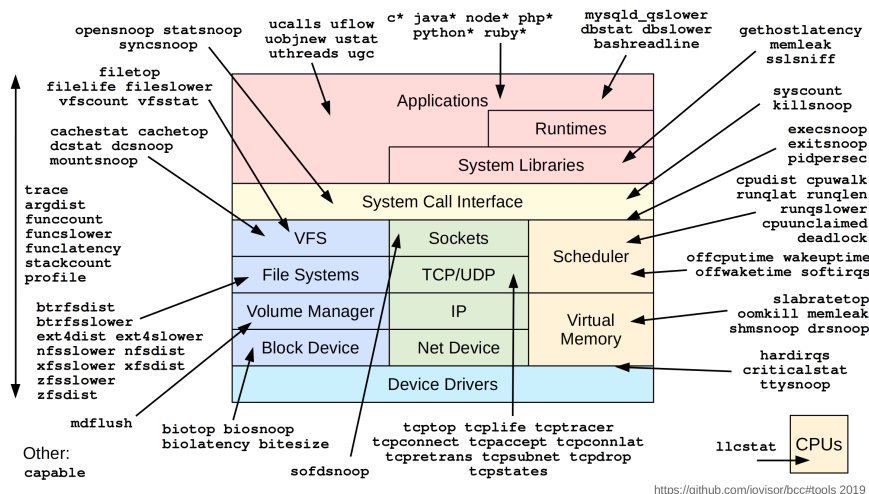 opensnoop statsnoop
syncsnoop
ucalls uflow
uobjnew ustat
uthreads ugc
c* java* node* php*
python* ruby*
mysqld_qslower
dbstat dbslower
bashreadline
gethostlatency
memleak
sslsniff
filetop
filelife fileslower
vfscount vfsstat
syscount
killsnoop
cachestat cachetop
dcstat dcsnoop
mountsnoop
execsnoop
exitsnoop
pidpersec
trace
argdist
funccount
funcslower
funclatency
stackcount
profile
cpudist cpuwalk
runqlat runqlen
runqslower
cpuunclaimed
deadlock
offcputime wakeuptime
offwaketime softirqs
btrfsdist
btrfsslower
ext4dist ext4slower
nfsslower nfsdist
xfsslower xfsdist
zfsslower
zfsdist
slabratetop
oomkill memleak
shmsnoop drsnoop
hardirqs
criticalstat
ttysnoop
Applications
Runtimes
System Libraries
System Call Interface
VFS
Sockets
Scheduler
File Systems
TCP/UDP
Volume Manager
IP
Virtual
Memory
Block Device
Net Device
Device Drivers
mdflush
biotop biosnoop
biolatency bitesize
sofdsnoop
tcptop tcplife tcptracer
tcpconnect tcpaccept tcpconnlat
tcpretrans tcpsubnet tcpdrop
tcpstates
Other:
capable
llcstat
CPUs
https://github.com/iovisor/bcc#tools 2019